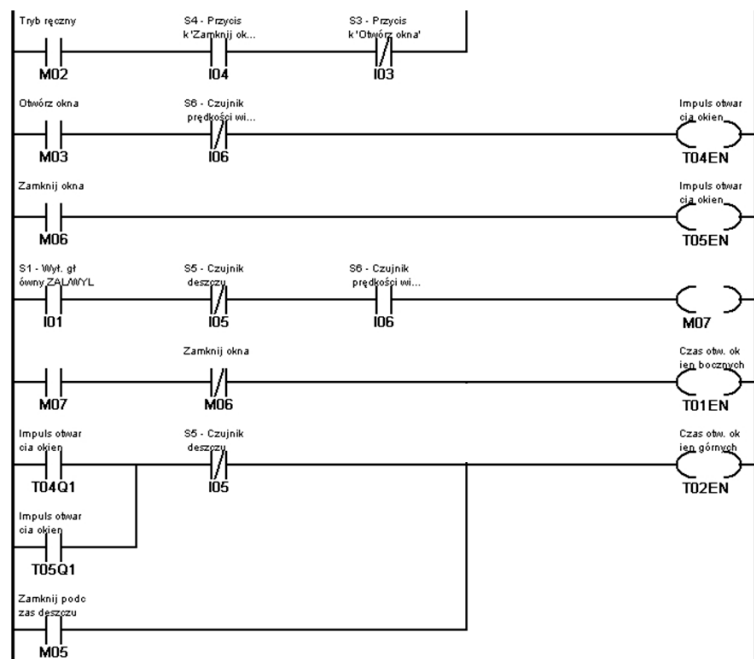 Tryb ręczny
S4 - Przycis
k 'Zamknij ok...
S3 - Przycis
k 'Otwórz okna'
M02
I04
I03
Otwórz okna
S6 - Czujnik
prędkości wi...
Impuls otwar
cia okien
M03
I06
T04EN
Zamknij okna
Impuls otwar
cia okien
M06
T05EN
S1 - Wył. gł
ówny ZAL/WYL
S5 - Czujnik
deszczu
S6 - Czujnik
prędkości wi...
I01
I05
I06
M07
Zamknij okna
Czas otw. ok
ien bocznych
M07
M06
T01EN
Impuls otwar
cia okien
S5 - Czujnik
deszczu
Czas otw. ok
ien górnych
T04Q1
I05
T02EN
Impuls otwar
cia okien
T05Q1
Zamknij podc
zas deszczu
M05